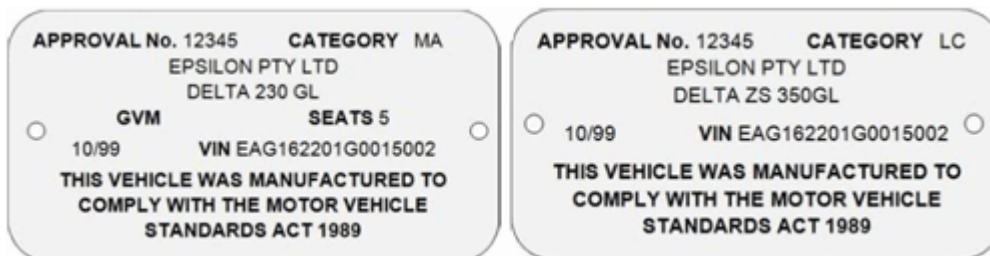 APPROVAL No. 12345 CATEGORY MA
EPSILON PTY LTD
DELTA 230 GL
GVM SEATS 5
10/99 VIN EAG162201G0015002
THIS VEHICLE WAS MANUFACTURED TO
COMPLY WITH THE MOTOR VEHICLE
STANDARDS ACT 1989
APPROVAL No. 12345 CATEGORY LC
EPSILON PTY LTD
DELTA ZS 350GL
10/99 VIN EAG162201G0015002
THIS VEHICLE WAS MANUFACTURED TO
COMPLY WITH THE MOTOR VEHICLE
STANDARDS ACT 1989